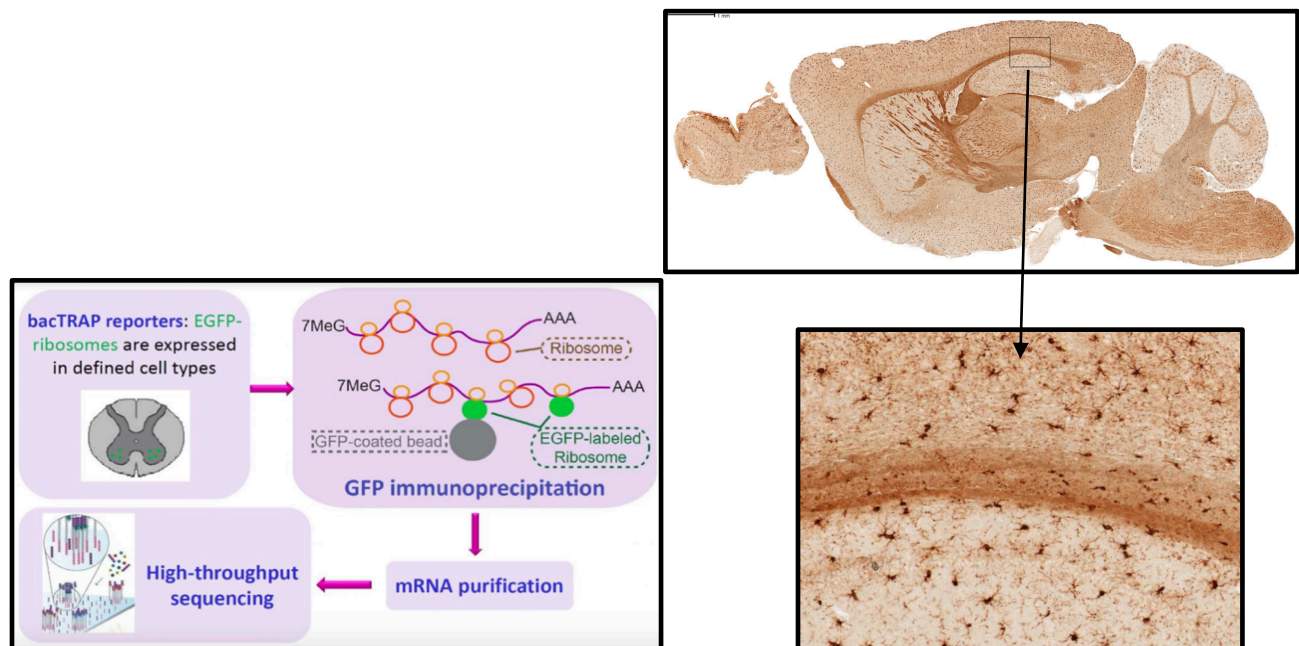 1 mm
bacTRAP reporters: EGFP-
ribosomes are expressed
in defined cell types
7MeG
AAA
Ribosome
7MeG
AAA
GFP-coated bead
EGFP-labeled
Ribosome
GFP immunoprecipitation
High-throughput
sequencing
mRNA purification